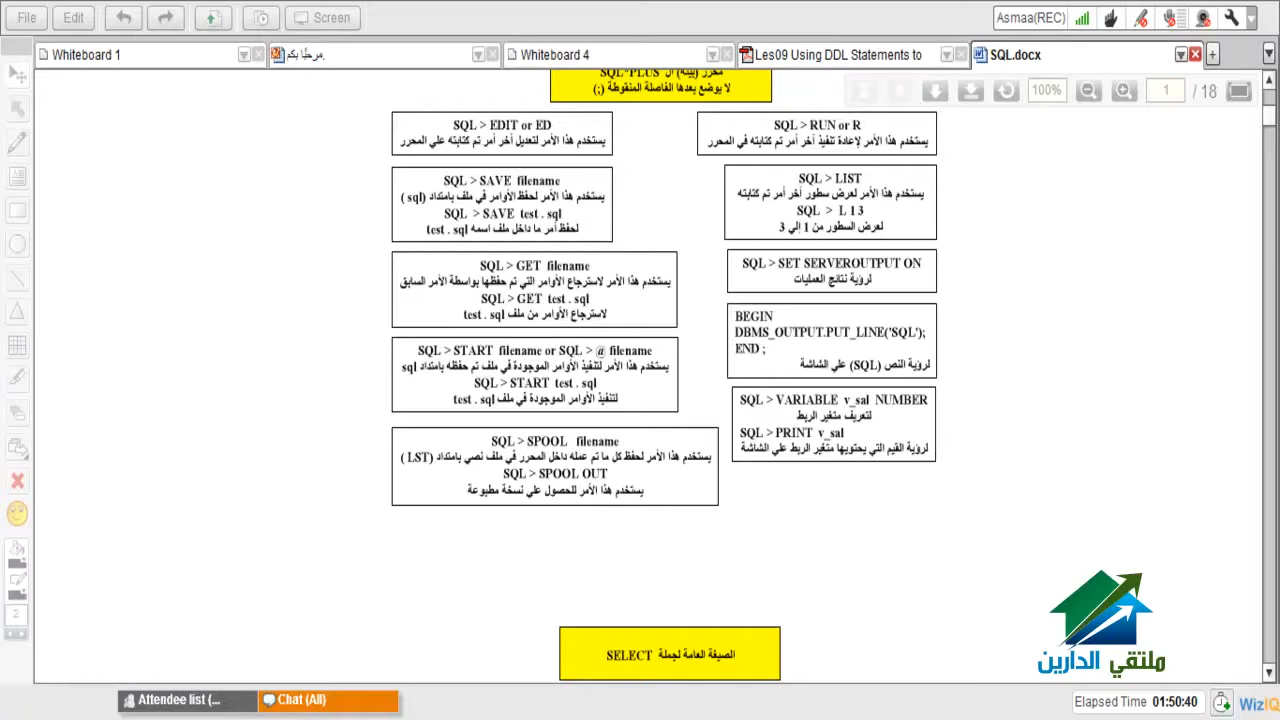 File
Edit
Screen
Asmaa(REC)
Whiteboard 1
مرحبًا بكم.
Whiteboard 4
Les09 Using DDL Statements to
SQL.docx
100%
1
/ 18
محرر (بيئة) ال SQL*PLUS
لا يوضع بعدها الفاصلة المنقوطة (;)
SQL > EDIT or ED
يستخدم هذا الأمر لتعديل أخر أمر تم كتابته علي المحرر
SQL > RUN or R
يستخدم هذا الأمر لإعادة تنفيذ أخر أمر تم كتابته في المحرر
SQL > SAVE filename
يستخدم هذا الأمر لحفظ الأوامر في ملف بامتداد (sql )
SQL > SAVE test . sql
لحفظ أمر ما داخل ملف اسمه test . sql
SQL > LIST
يستخدم هذا الأمر لعرض سطور أخر أمر تم كتابته
SQL > L 1 3
لعرض السطور من 1 إلي 3
SQL > GET filename
يستخدم هذا الأمر لاسترجاع الأوامر التي تم حفظها بواسطة الأمر السابق
SQL > GET test . sql
لاسترجاع الأوامر من ملف test . sql
SQL > SET SERVEROUTPUT ON
لرؤية نتائج العمليات
BEGIN
DBMS_OUTPUT.PUT_LINE('SQL');
END ;
لرؤية النص (SQL) علي الشاشة
SQL > START filename or SQL > @ filename
يستخدم هذا الأمر لتنفيذ الأوامر الموجودة في ملف تم حفظه بامتداد sql
SQL > START test . sql
لتنفيذ الأوامر الموجودة في ملف test . sql
SQL > VARIABLE v_sal NUMBER
لتعريف متغير الربط
SQL > PRINT v_sal
لرؤية القيم التي يحتويها متغير الربط علي الشاشة
SQL > SPOOL filename
يستخدم هذا الأمر لحفظ كل ما تم عمله داخل المحرر في ملف نصي بامتداد (LST )
SQL > SPOOL OUT
يستخدم هذا الأمر للحصول علي نسخة مطبوعة
الصيغة العامة لجملة SELECT
ملتقي الدارين
2
Attendee list (...
Chat (All)
Elapsed Time 01:50:40
WizIQ